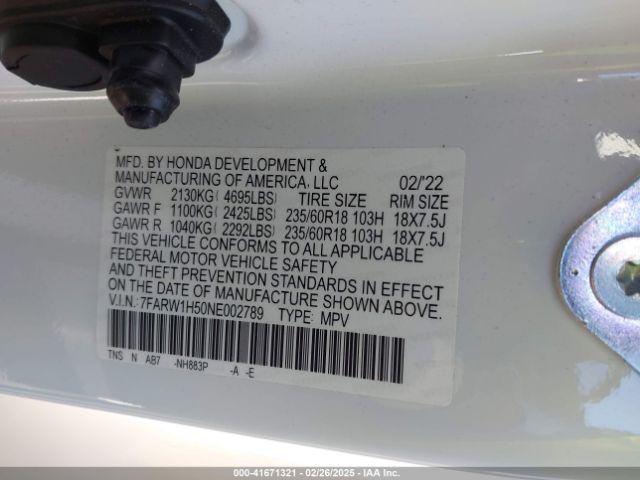 MFD. BY HONDA DEVELOPMENT &
MANUFACTURING OF AMERICA, LLC 02/'22
GVWR 2130KG( 4695LBS) TIRE SIZE RIM SIZE
GAWR F 1100KG( 2425LBS) 235/60R18 103H 18X7.5J
GAWR R 1040KG( 2292LBS) 235/60R18 103H 18X7.5J
THIS VEHICLE CONFORMS TO ALL APPLICABLE
FEDERAL MOTOR VEHICLE SAFETY
AND THEFT PREVENTION STANDARDS IN EFFECT
ON THE DATE OF MANUFACTURE SHOWN ABOVE.
V.I.N.: 7FARW1H50NE002789 TYPE: MPV
TNS N AB7 -NH883P -A -E
000-41671321 / 02/26/2025 - IAA Inc.